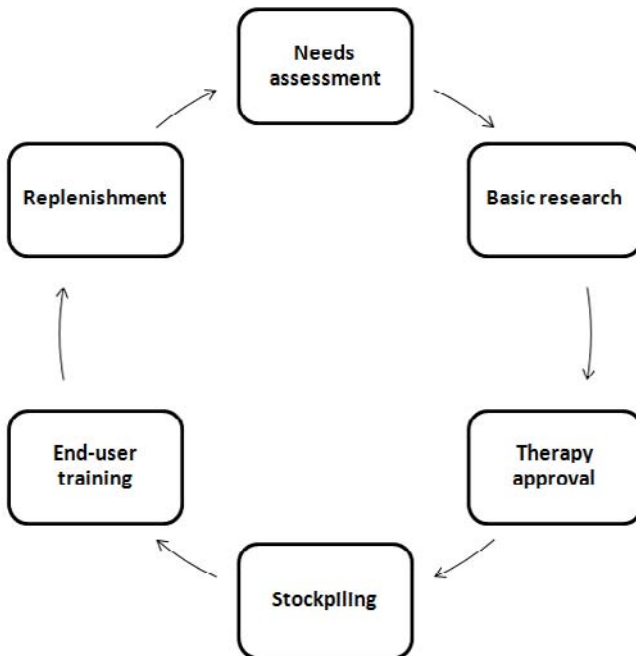 Needs
assessment
Basic research
Therapy
approval
Stockpiling
End-user
training
Replenishment